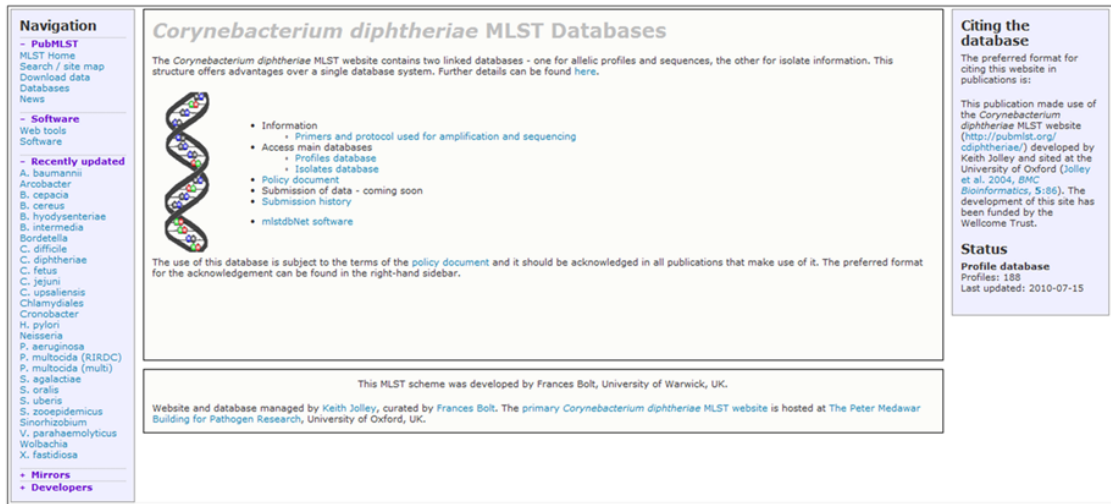 Navigation
– PubMLST
MLST Home
Search / site map
Download data
Databases
News
– Software
Web tools
Software
– Recently updated
A. baumannii
Arcobacter
B. cepacia
B. cereus
B. hyodysenteriae
B. intermedia
Bordetella
C. difficile
C. diphtheriae
C. fetus
C. jejuni
C. upsaliensis
Chlamydiales
Cronobacter
H. pylori
Neisseria
P. aeruginosa
P. multocida (RIRDC)
P. multocida (multi)
S. agalactiae
S. oralis
S. uberis
S. zooepidemicus
Sinorhizobium
V. parahaemolyticus
Wolbachia
X. fastidiosa
+ Mirrors
+ Developers
Corynebacterium diphtheriae MLST Databases
The Corynebacterium diphtheriae MLST website contains two linked databases - one for allelic profiles and sequences, the other for isolate information. This
structure offers advantages over a single database system. Further details can be found here.
• Information
◦ Primers and protocol used for amplification and sequencing
• Access main databases
◦ Profiles database
◦ Isolates database
• Policy document
• Submission of data - coming soon
• Submission history
• mlstdbNet software
The use of this database is subject to the terms of the policy document and it should be acknowledged in all publications that make use of it. The preferred format
for the acknowledgement can be found in the right-hand sidebar.
This MLST scheme was developed by Frances Bolt, University of Warwick, UK.
Website and database managed by Keith Jolley, curated by Frances Bolt. The primary Corynebacterium diphtheriae MLST website is hosted at The Peter Medawar
Building for Pathogen Research, University of Oxford, UK.
Citing the
database
The preferred format for
citing this website in
publications is:
This publication made use of
the Corynebacterium
diphtheriae MLST website
(http://pubmlst.org/
cdiphtheriae/) developed by
Keith Jolley and sited at the
University of Oxford (Jolley
et al. 2004, BMC
Bioinformatics, 5:86). The
development of this site has
been funded by the
Wellcome Trust.
Status
Profile database
Profiles: 188
Last updated: 2010-07-15